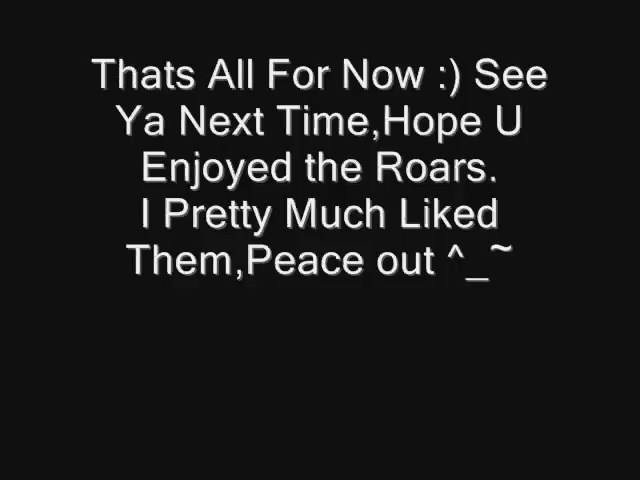 Thats All For Now :) See
Ya Next Time,Hope U
Enjoyed the Roars.
I Pretty Much Liked
Them,Peace out ^_~